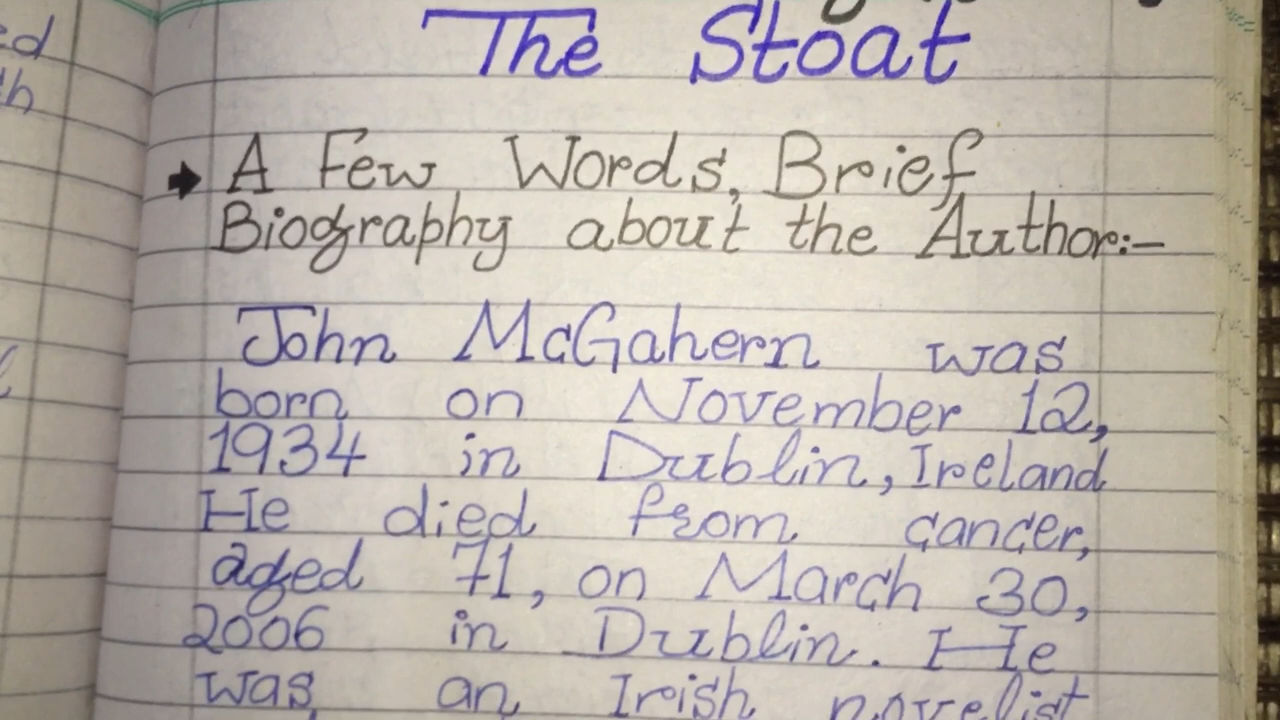 The Stoat
→ A Few Words, Brief
Biography about the Author:-
John McGahern was
born on November 12,
1934 in Dublin, Ireland
He died from cancer,
aged 71, on March 30,
2006 in Dublin. He
was an Irish novelist